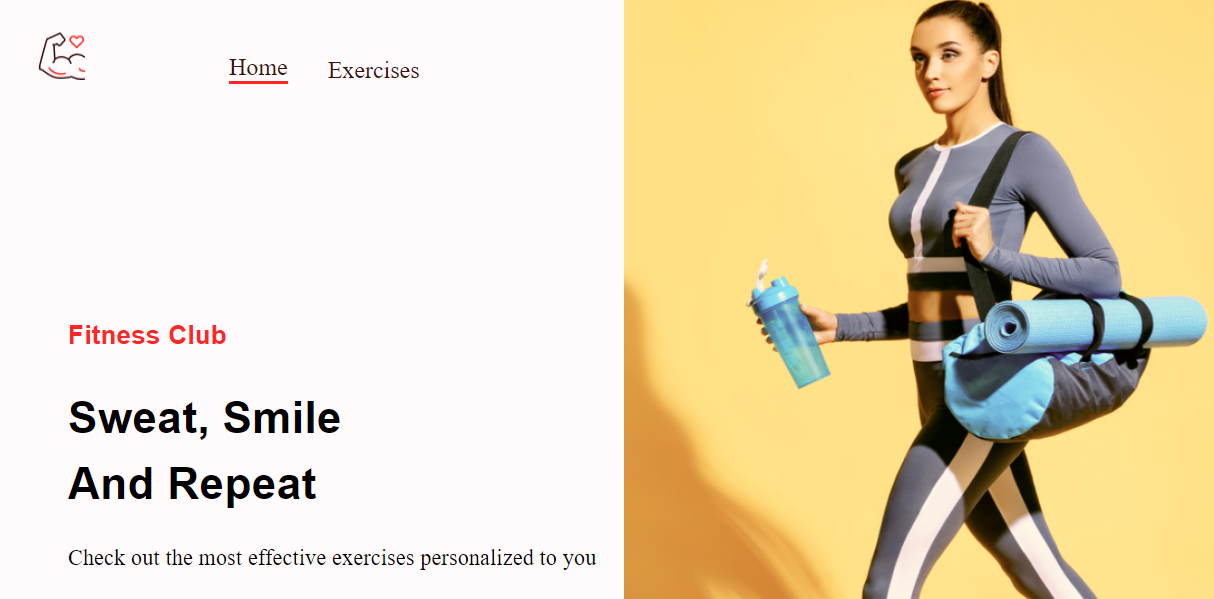 Home Exercises
Fitness Club
Sweat, Smile
And Repeat
Check out the most effective exercises personalized to you